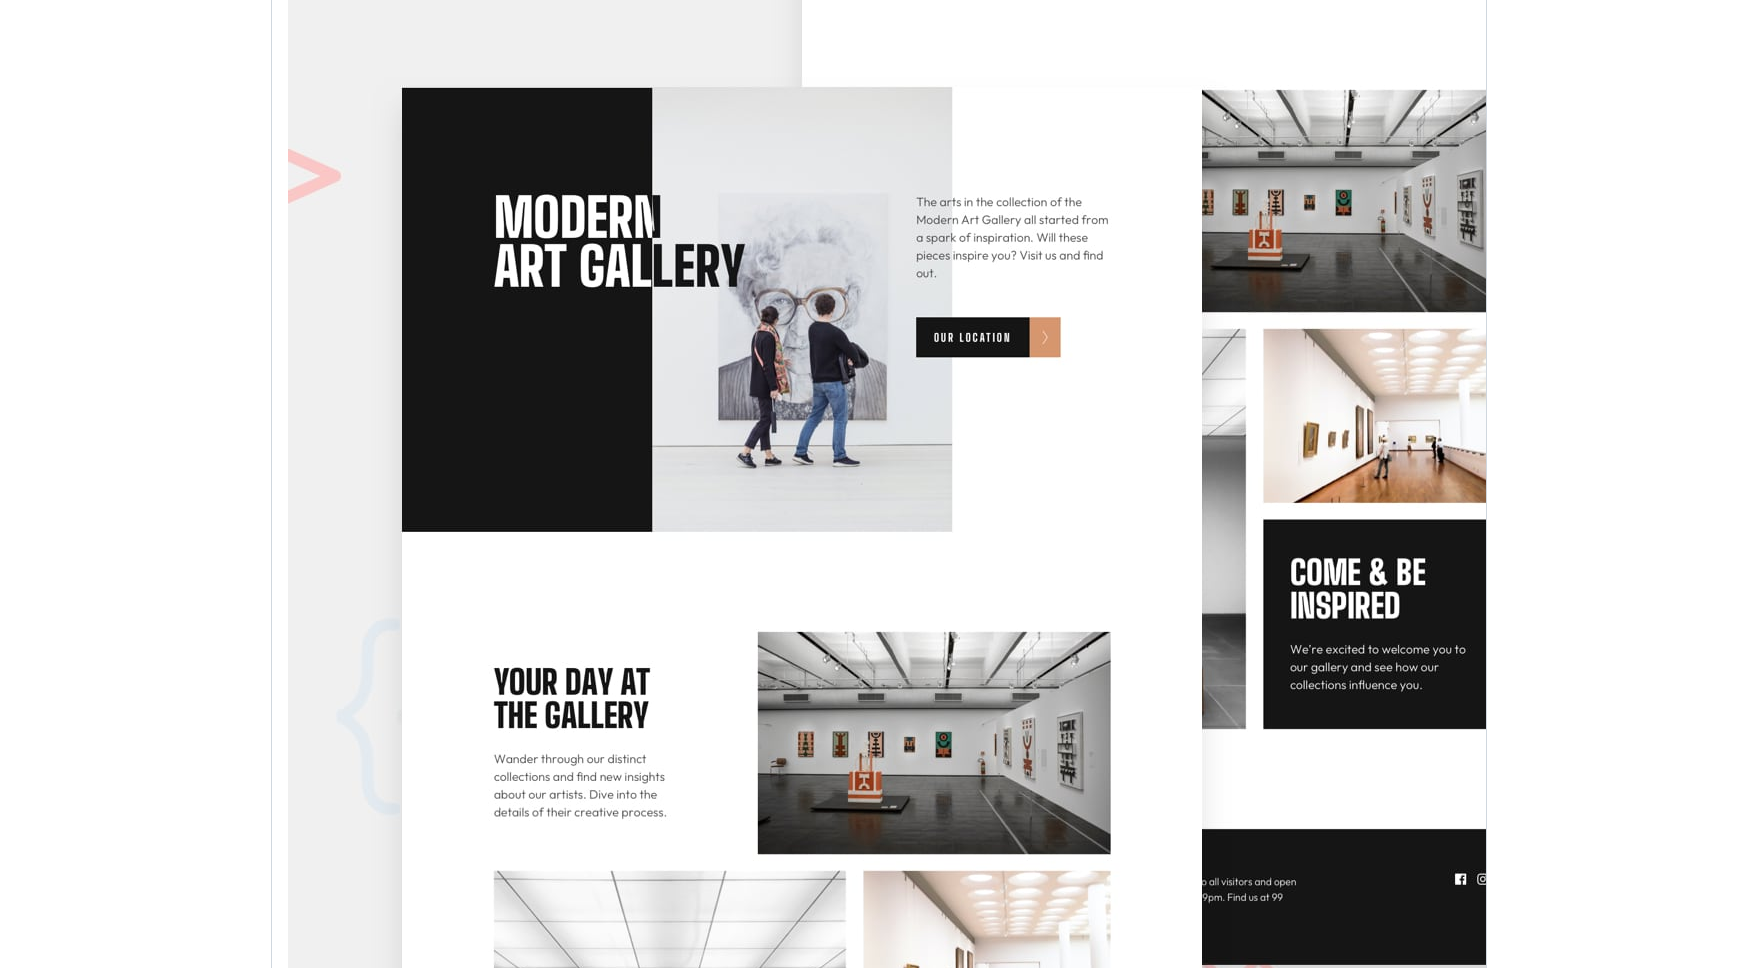 MODERN
ART GALLERY
The arts in the collection of the
Modern Art Gallery all started from
a spark of inspiration. Will these
pieces inspire you? Visit us and find
out.
OUR LOCATION
YOUR DAY AT
THE GALLERY
Wander through our distinct
collections and find new insights
about our artists. Dive into the
details of their creative process.
COME & BE
INSPIRED
We're excited to welcome you to
our gallery and see how our
collections influence you.
all visitors and open
9pm. Find us at 99